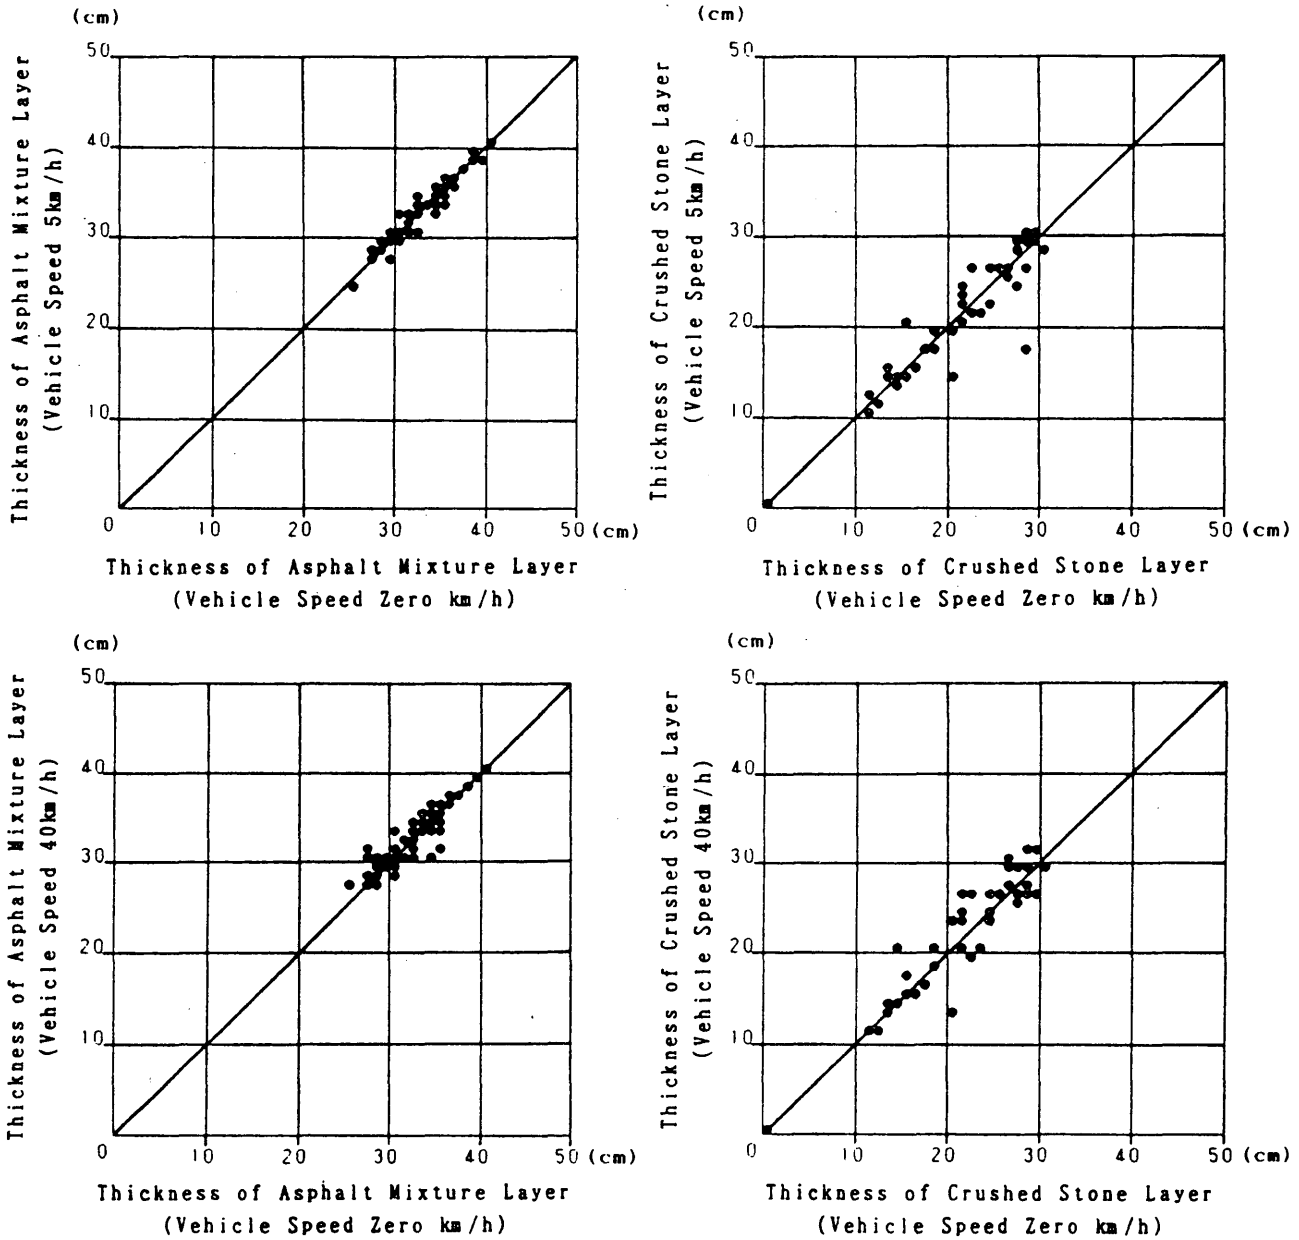 (cm)
Thickness of Asphalt Mixture Layer
(Vehicle Speed 5km/h)
50
40
30
20
10
0
10
20
30
40
50 (cm)
Thickness of Asphalt Mixture Layer
(Vehicle Speed Zero km/h)
(cm)
Thickness of Crushed Stone Layer
(Vehicle Speed 5km/h)
50
40
30
20
10
0
10
20
30
40
50 (cm)
Thickness of Crushed Stone Layer
(Vehicle Speed Zero km/h)
(cm)
Thickness of Asphalt Mixture Layer
(Vehicle Speed 40km/h)
50
40
30
20
10
0
10
20
30
40
50 (cm)
Thickness of Asphalt Mixture Layer
(Vehicle Speed Zero km/h)
(cm)
Thickness of Crushed Stone Layer
(Vehicle Speed 40km/h)
50
40
30
20
10
0
10
20
30
40
50 (cm)
Thickness of Crushed Stone Layer
(Vehicle Speed Zero km/h)